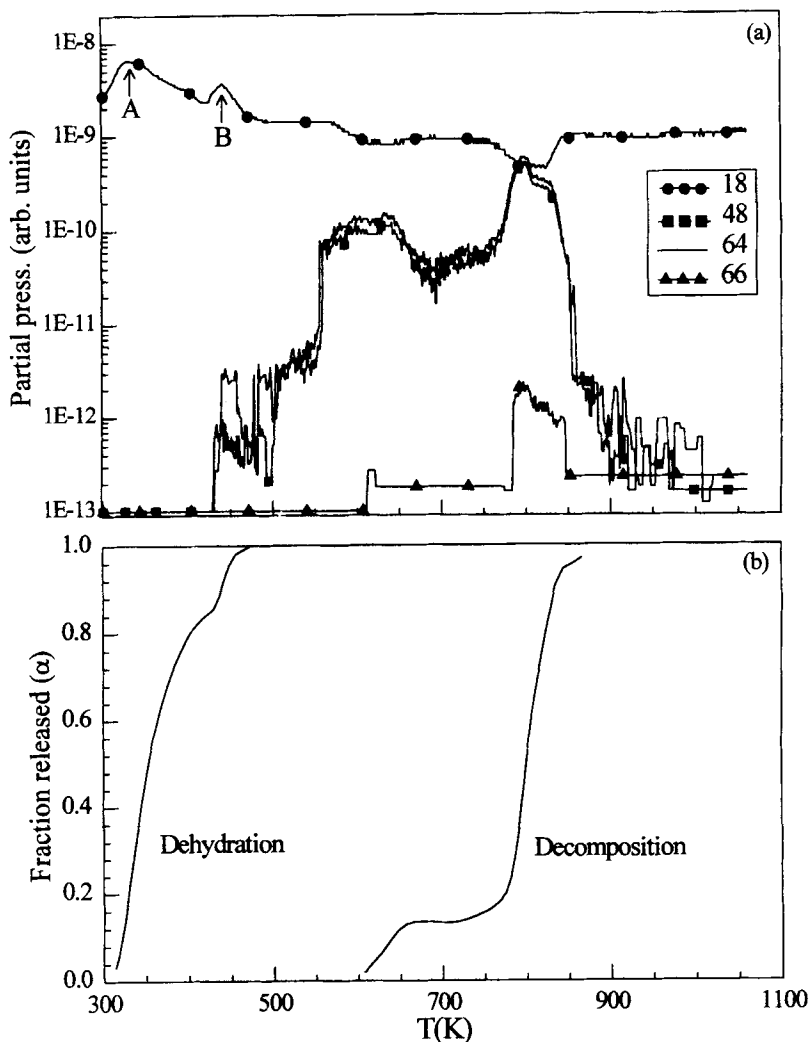 (a)
1E-8
1E-9
1E-10
1E-11
1E-12
1E-13
Partial press. (arb. units)
A
B
18
48
64
66
(b)
1.0
0.8
0.6
0.4
0.2
0.0
Fraction released (α)
Dehydration
Decomposition
300
500
700
900
1100
T(K)